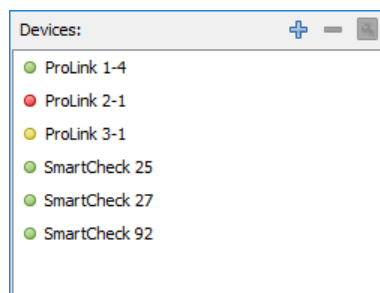 Devices:
ProLink 1-4
ProLink 2-1
ProLink 3-1
SmartCheck 25
SmartCheck 27
SmartCheck 92